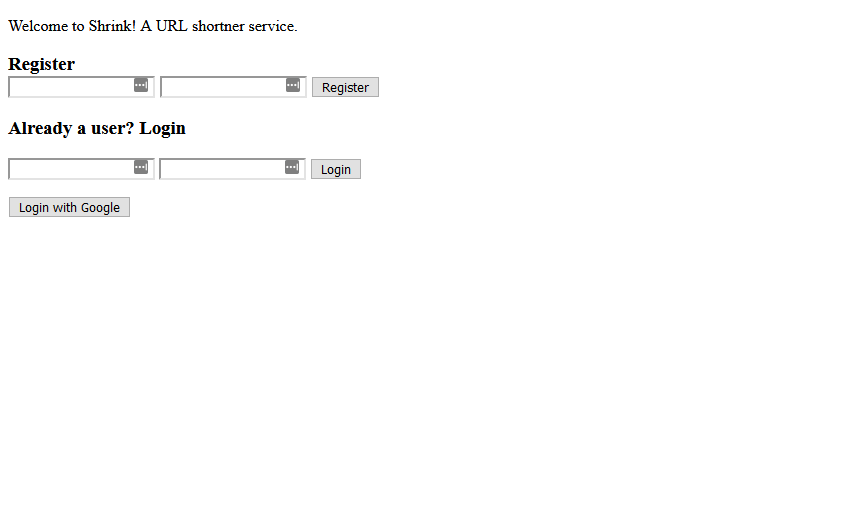 Welcome to Shrink! A URL shortner service.
Register
Register
Already a user? Login
Login
Login with Google